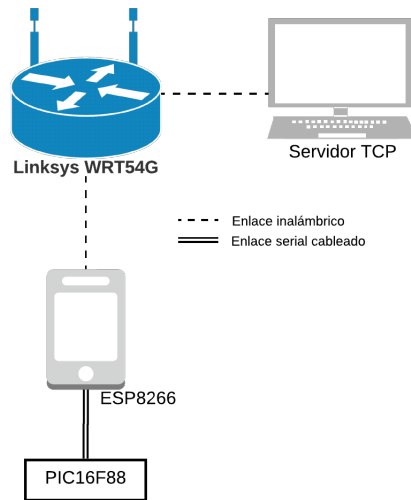 Linksys WRT54G
Servidor TCP
Enlace inalámbrico
Enlace serial cableado
ESP8266
PIC16F88